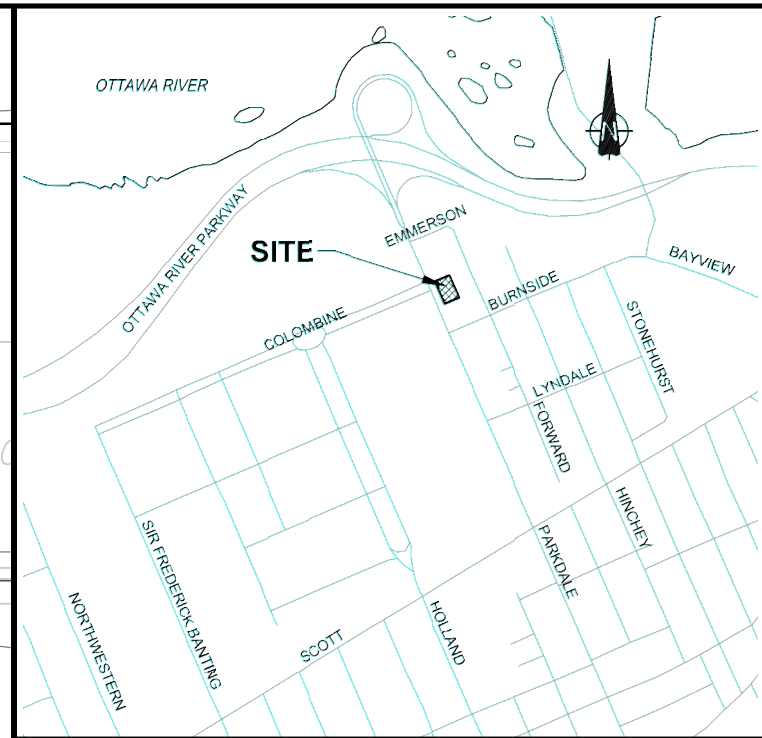 OTTAWA RIVER
N
OTTAWA RIVER PARKWAY
EMMERSON
SITE
BAYVIEW
BURNSIDE
COLOMBINE
STONEHURST
LYNDALE
FORWARD
HINCHEY
PARKDALE
SIR FREDERICK BANTING
NORTHWESTERN
HOLLAND
SCOTT